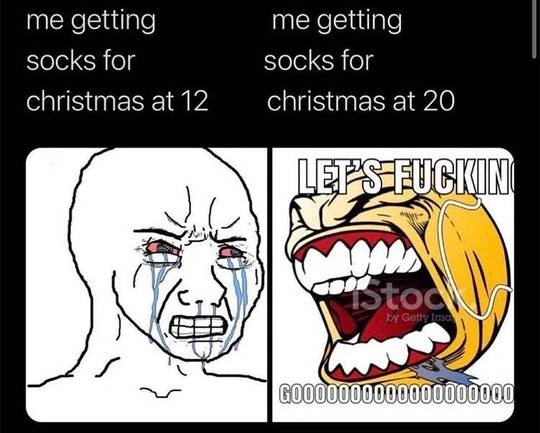 me getting
socks for
christmas at 12
me getting
socks for
christmas at 20
LET'S FUCKIN
iStock
by Getty Ima
GOOOOOOOOOOOOOOOOOOOOO